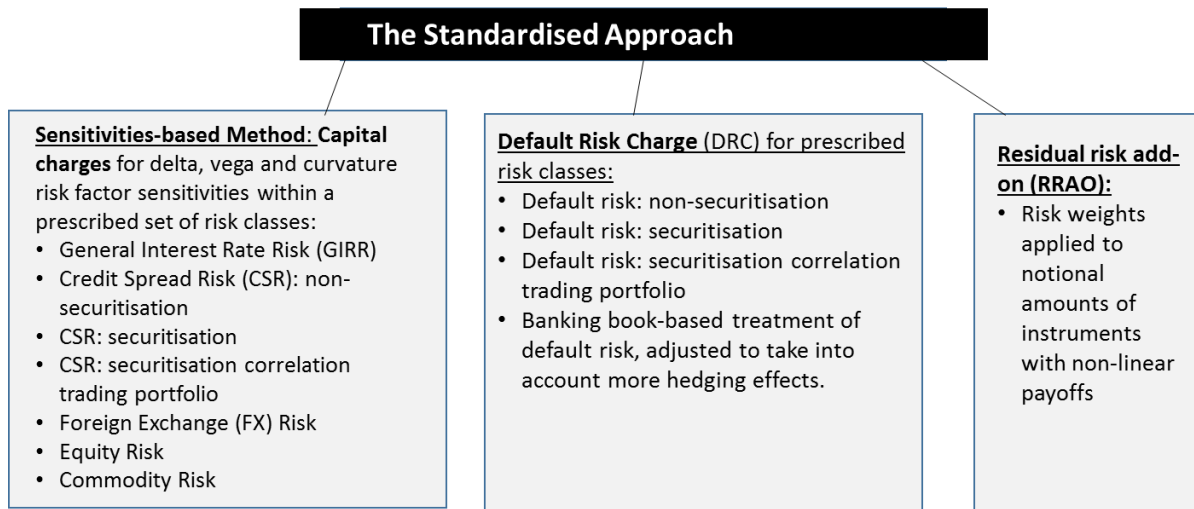 The Standardised Approach
Sensitivities-based Method: Capital
charges for delta, vega and curvature
risk factor sensitivities within a
prescribed set of risk classes:
• General Interest Rate Risk (GIRR)
• Credit Spread Risk (CSR): non-
securitisation
• CSR: securitisation
• CSR: securitisation correlation
trading portfolio
• Foreign Exchange (FX) Risk
• Equity Risk
• Commodity Risk
Default Risk Charge (DRC) for prescribed
risk classes:
• Default risk: non-securitisation
• Default risk: securitisation
• Default risk: securitisation correlation
trading portfolio
• Banking book-based treatment of
default risk, adjusted to take into
account more hedging effects.
Residual risk add-
on (RRAO):
• Risk weights
applied to
notional
amounts of
instruments
with non-linear
payoffs